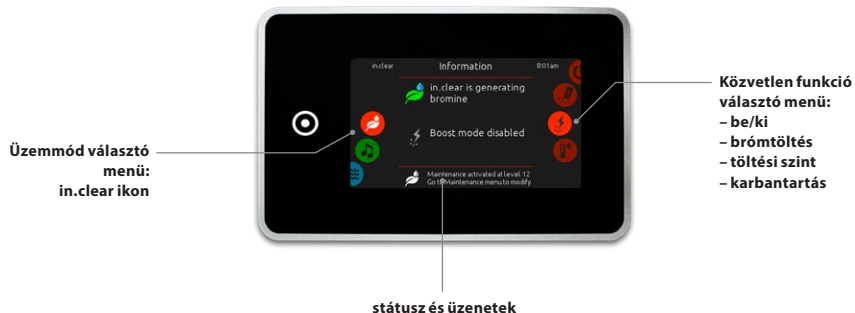 in.clear Information 8:01am
in.clear is generating
bromine
Boost mode disabled
Maintenance activated at level 12
Go to Maintenance menu to modify
Üzemmód választó
menü:
in.clear ikon
Közvetlen funkció
választó menü:
– be/ki
– brómtöltés
– töltési szint
– karbantartás
státusz és üzenetek